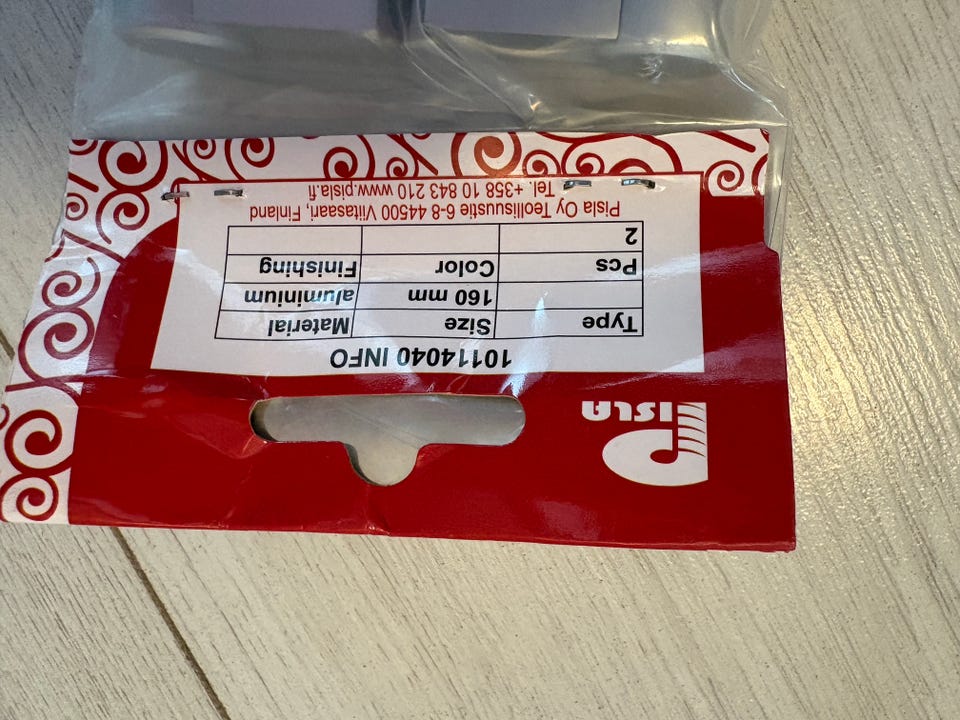 PISLA
10114040 INFO
Type Size Material
160 mm aluminium
Pcs Color Finishing
2
Pisla Oy Teollisuustie 6-8 44500 Viitasaari, Finland
Tel. + 358 10 843 210 www.pisla.fi